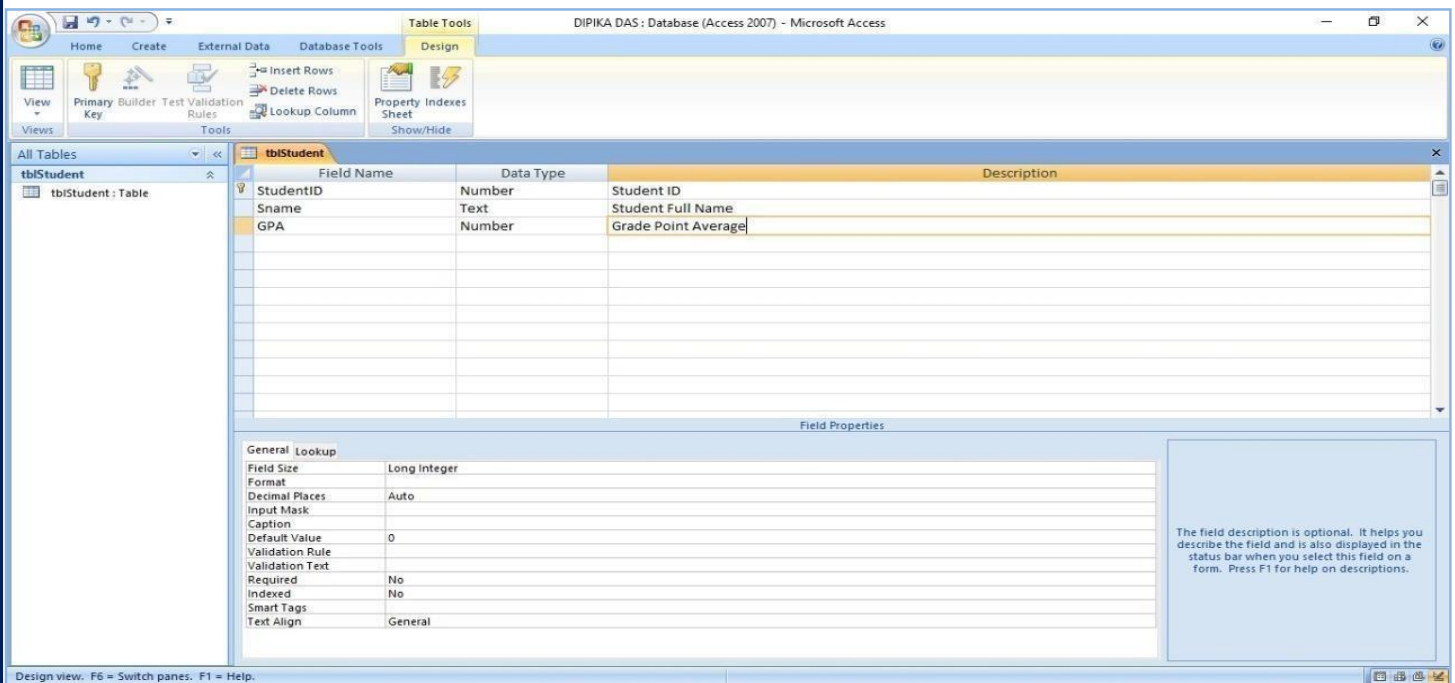 Table Tools
DIPIKA DAS : Database (Access 2007) - Microsoft Access
Home Create External Data Database Tools Design
View
Primary Key
Builder
Test Validation Rules
Insert Rows
Delete Rows
Lookup Column
Property Sheet
Indexes
Views Tools Show/Hide
All Tables
tblStudent
tblStudent : Table
tblStudent
Field Name Data Type Description
StudentID Number Student ID
Sname Text Student Full Name
GPA Number Grade Point Average
Field Properties
General Lookup
Field Size Long Integer
Format
Decimal Places Auto
Input Mask
Caption
Default Value 0
Validation Rule
Validation Text
Required No
Indexed No
Smart Tags
Text Align General
The field description is optional. It helps you
describe the field and is also displayed in the
status bar when you select this field on a
form. Press F1 for help on descriptions.
Design view. F6 = Switch panes. F1 = Help.